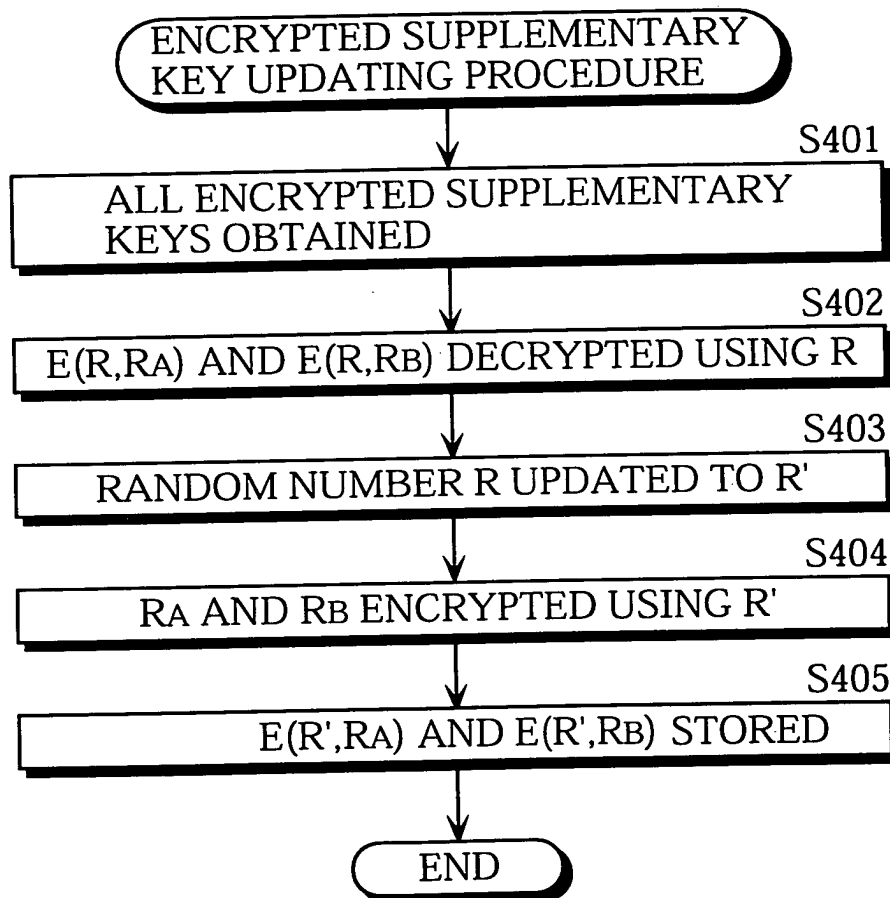 ENCRYPTED SUPPLEMENTARY
KEY UPDATING PROCEDURE
S401
ALL ENCRYPTED SUPPLEMENTARY
KEYS OBTAINED
S402
E(R,RA) AND E(R,RB) DECRYPTED USING R
S403
RANDOM NUMBER R UPDATED TO R'
S404
RA AND RB ENCRYPTED USING R'
S405
E(R',RA) AND E(R',RB) STORED
END